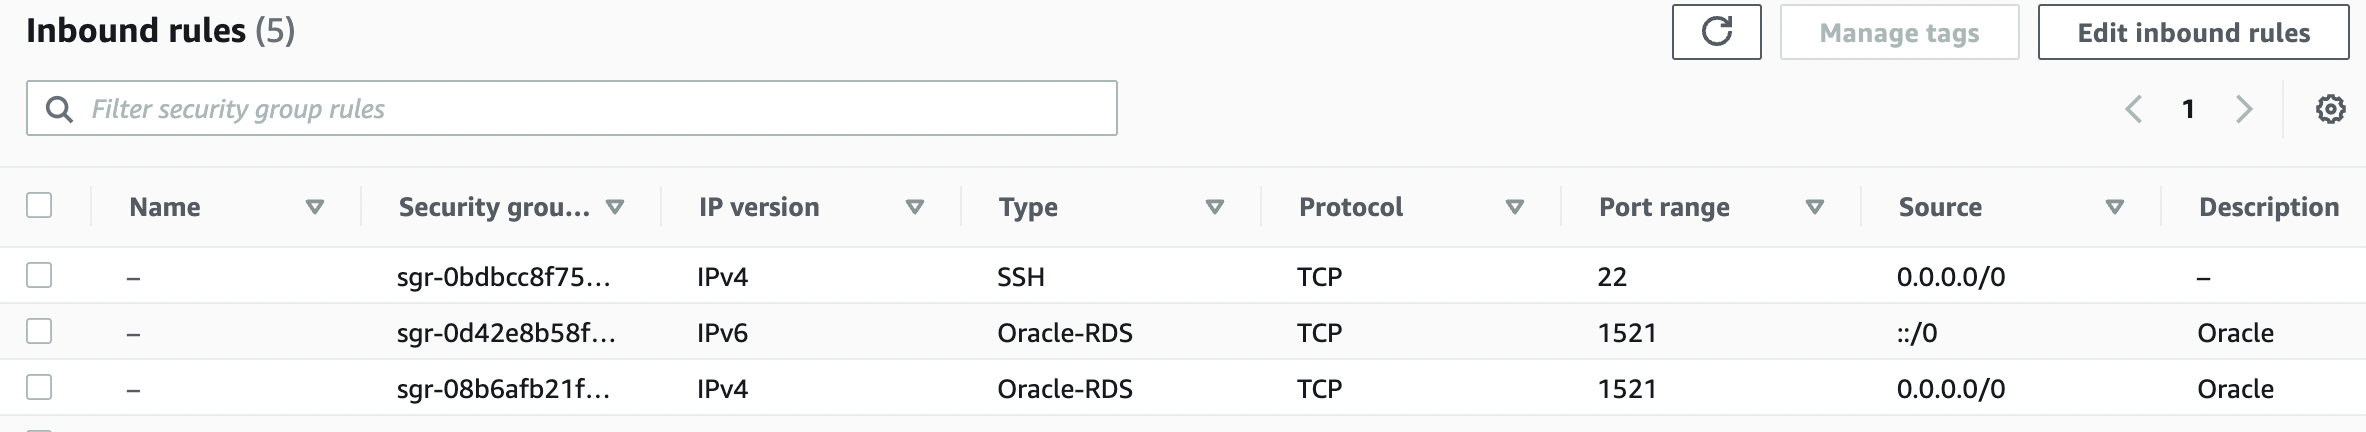 Inbound rules (5)
Manage tags
Edit inbound rules
Filter security group rules
1
Name Security grou... IP version Type Protocol Port range Source Description
– sgr-0bdbcc8f75... IPv4 SSH TCP 22 0.0.0.0/0 –
– sgr-0d42e8b58f... IPv6 Oracle-RDS TCP 1521 ::/0 Oracle
– sgr-08b6afb21f... IPv4 Oracle-RDS TCP 1521 0.0.0.0/0 Oracle